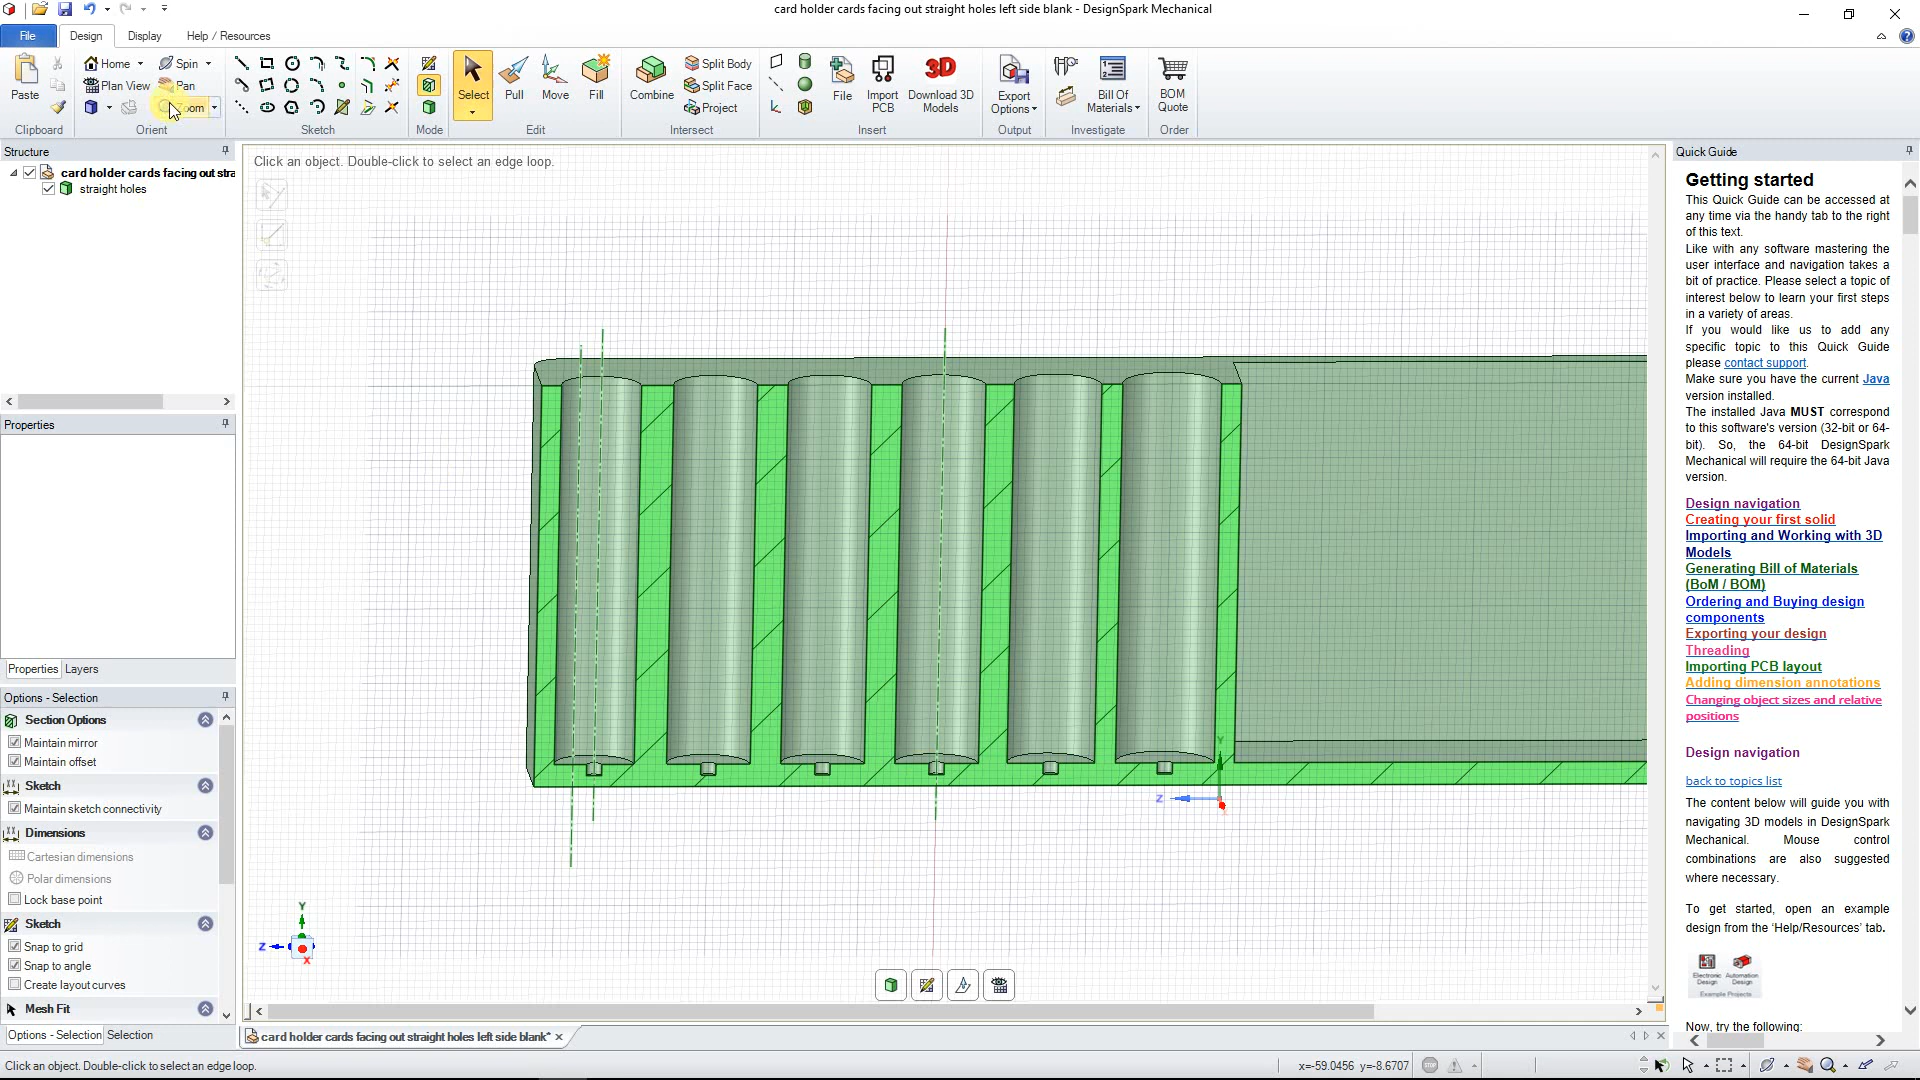 card holder cards facing out straight holes left side blank - DesignSpark Mechanical
File
Design
Display
Help / Resources
Paste
Clipboard
Home
Spin
Plan View
Pan
Orient
Sketch
Mode
Select
Pull
Move
Fill
Edit
Combine
Split Body
Split Face
Project
Intersect
File
Import PCB
Download 3D Models
Insert
Export Options
Output
Bill Of Materials
Investigate
BOM Quote
Order
Structure
card holder cards facing out stra
straight holes
Properties
Properties
Layers
Options - Selection
Section Options
Maintain mirror
Maintain offset
Sketch
Maintain sketch connectivity
Dimensions
Cartesian dimensions
Polar dimensions
Lock base point
Sketch
Snap to grid
Snap to angle
Create layout curves
Mesh Fit
Options - Selection
Selection
Click an object. Double-click to select an edge loop.
Y
Z
Y
Z
X
card holder cards facing out straight holes left side blank*
Quick Guide
Getting started
This Quick Guide can be accessed at
any time via the handy tab to the right
of this text.
Like with any software mastering the
user interface and navigation takes a
bit of practice. Please select a topic of
interest below to learn your first steps
in a variety of areas.
If you would like us to add any
specific topic to this Quick Guide
please contact support.
Make sure you have the current Java
version installed.
The installed Java MUST correspond
to this software's version (32-bit or 64-
bit). So, the 64-bit DesignSpark
Mechanical will require the 64-bit Java
version.
Design navigation
Creating your first solid
Importing and Working with 3D
Models
Generating Bill of Materials
(BoM / BOM)
Ordering and Buying design
components
Exporting your design
Threading
Importing PCB layout
Adding dimension annotations
Changing object sizes and relative
positions
Design navigation
back to topics list
The content below will guide you with
navigating 3D models in DesignSpark
Mechanical. Mouse control
combinations are also suggested
where necessary.
To get started, open an example
design from the 'Help/Resources' tab.
Electronic Design
Automation Design
Example Projects
Now, try the following:
Click an object. Double-click to select an edge loop.
x=-59.0456 y=-8.6707